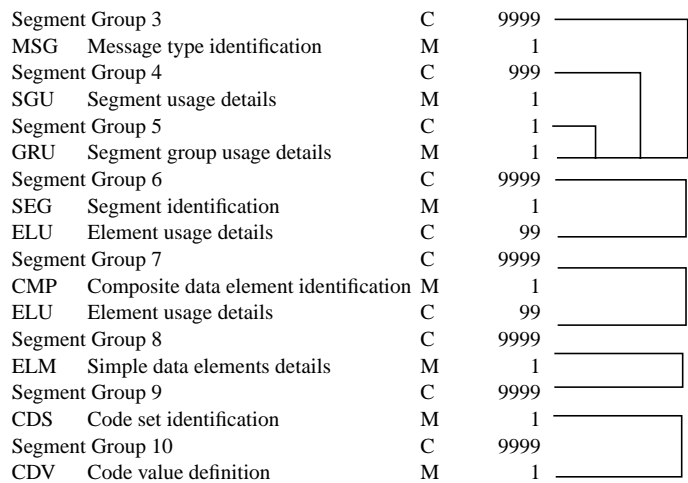 Segment Group 3 C 9999
MSG Message type identification M 1
Segment Group 4 C 999
SGU Segment usage details M 1
Segment Group 5 C 1
GRU Segment group usage details M 1
Segment Group 6 C 9999
SEG Segment identification M 1
ELU Element usage details C 99
Segment Group 7 C 9999
CMP Composite data element identification M 1
ELU Element usage details C 99
Segment Group 8 C 9999
ELM Simple data elements details M 1
Segment Group 9 C 9999
CDS Code set identification M 1
Segment Group 10 C 9999
CDV Code value definition M 1